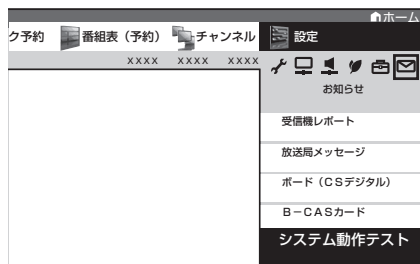 ホーム
ク予約 番組表（予約） チャンネル 設定
xxxx xxxx xxxx
お知らせ
受信機レポート
放送局メッセージ
ボード（CSデジタル）
B－CASカード
システム動作テスト